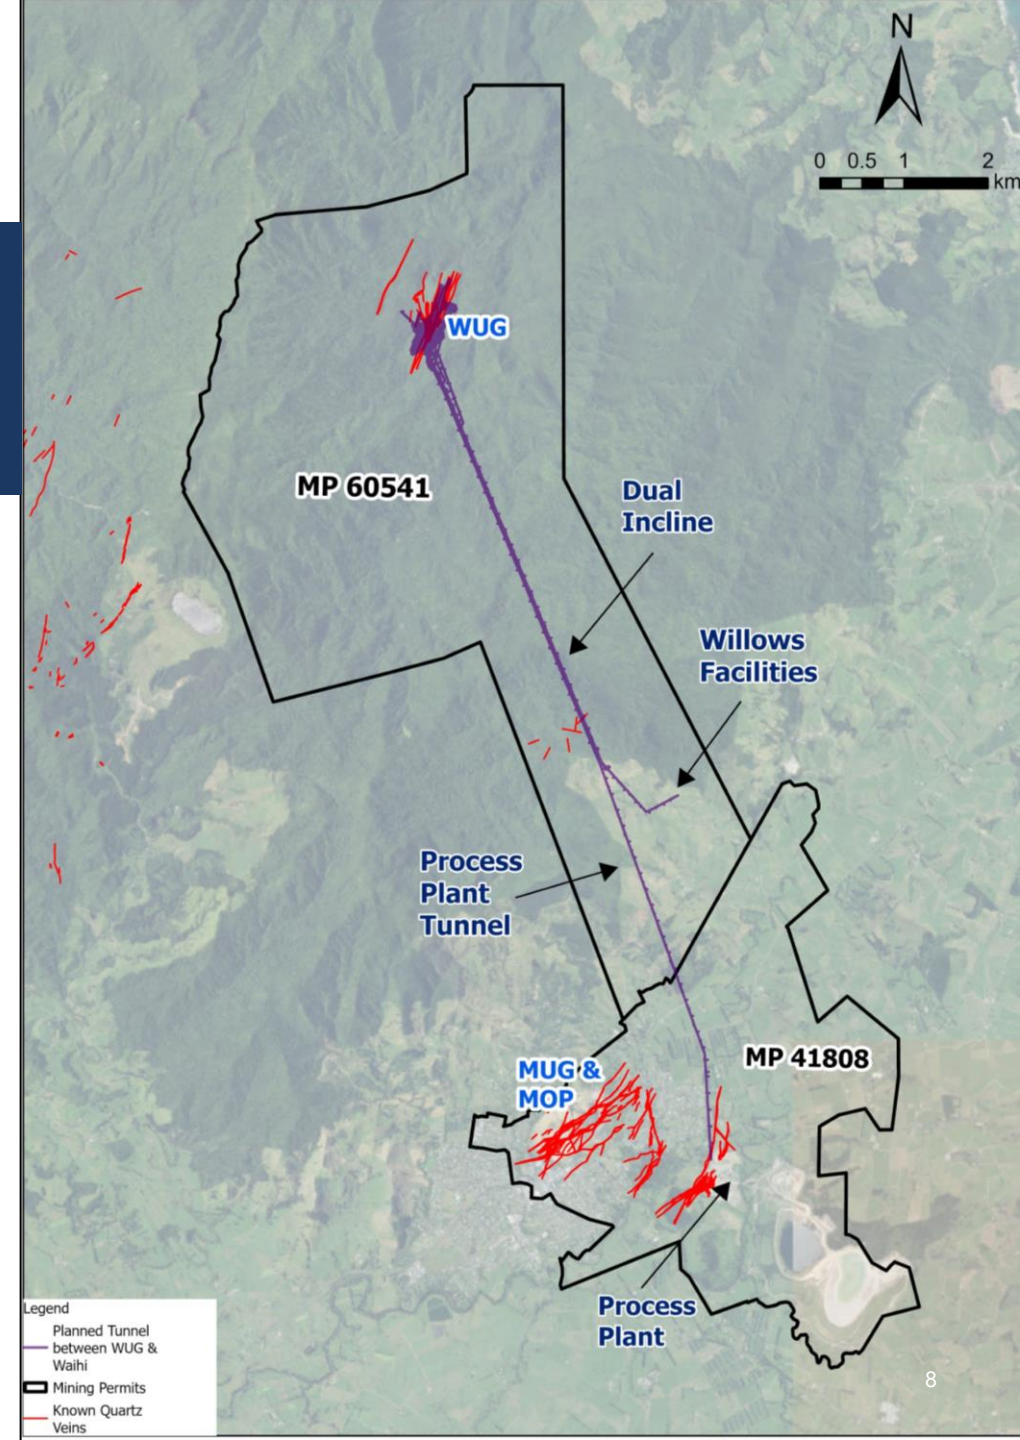 N
0 0.5 1 2
km
WUG
MP 60541
Dual
Incline
Willows
Facilities
Process
Plant
Tunnel
MP 41808
MUG &
MOP
Process
Plant
Legend
Planned Tunnel
between WUG &
Waihi
Mining Permits
Known Quartz
Veins
8